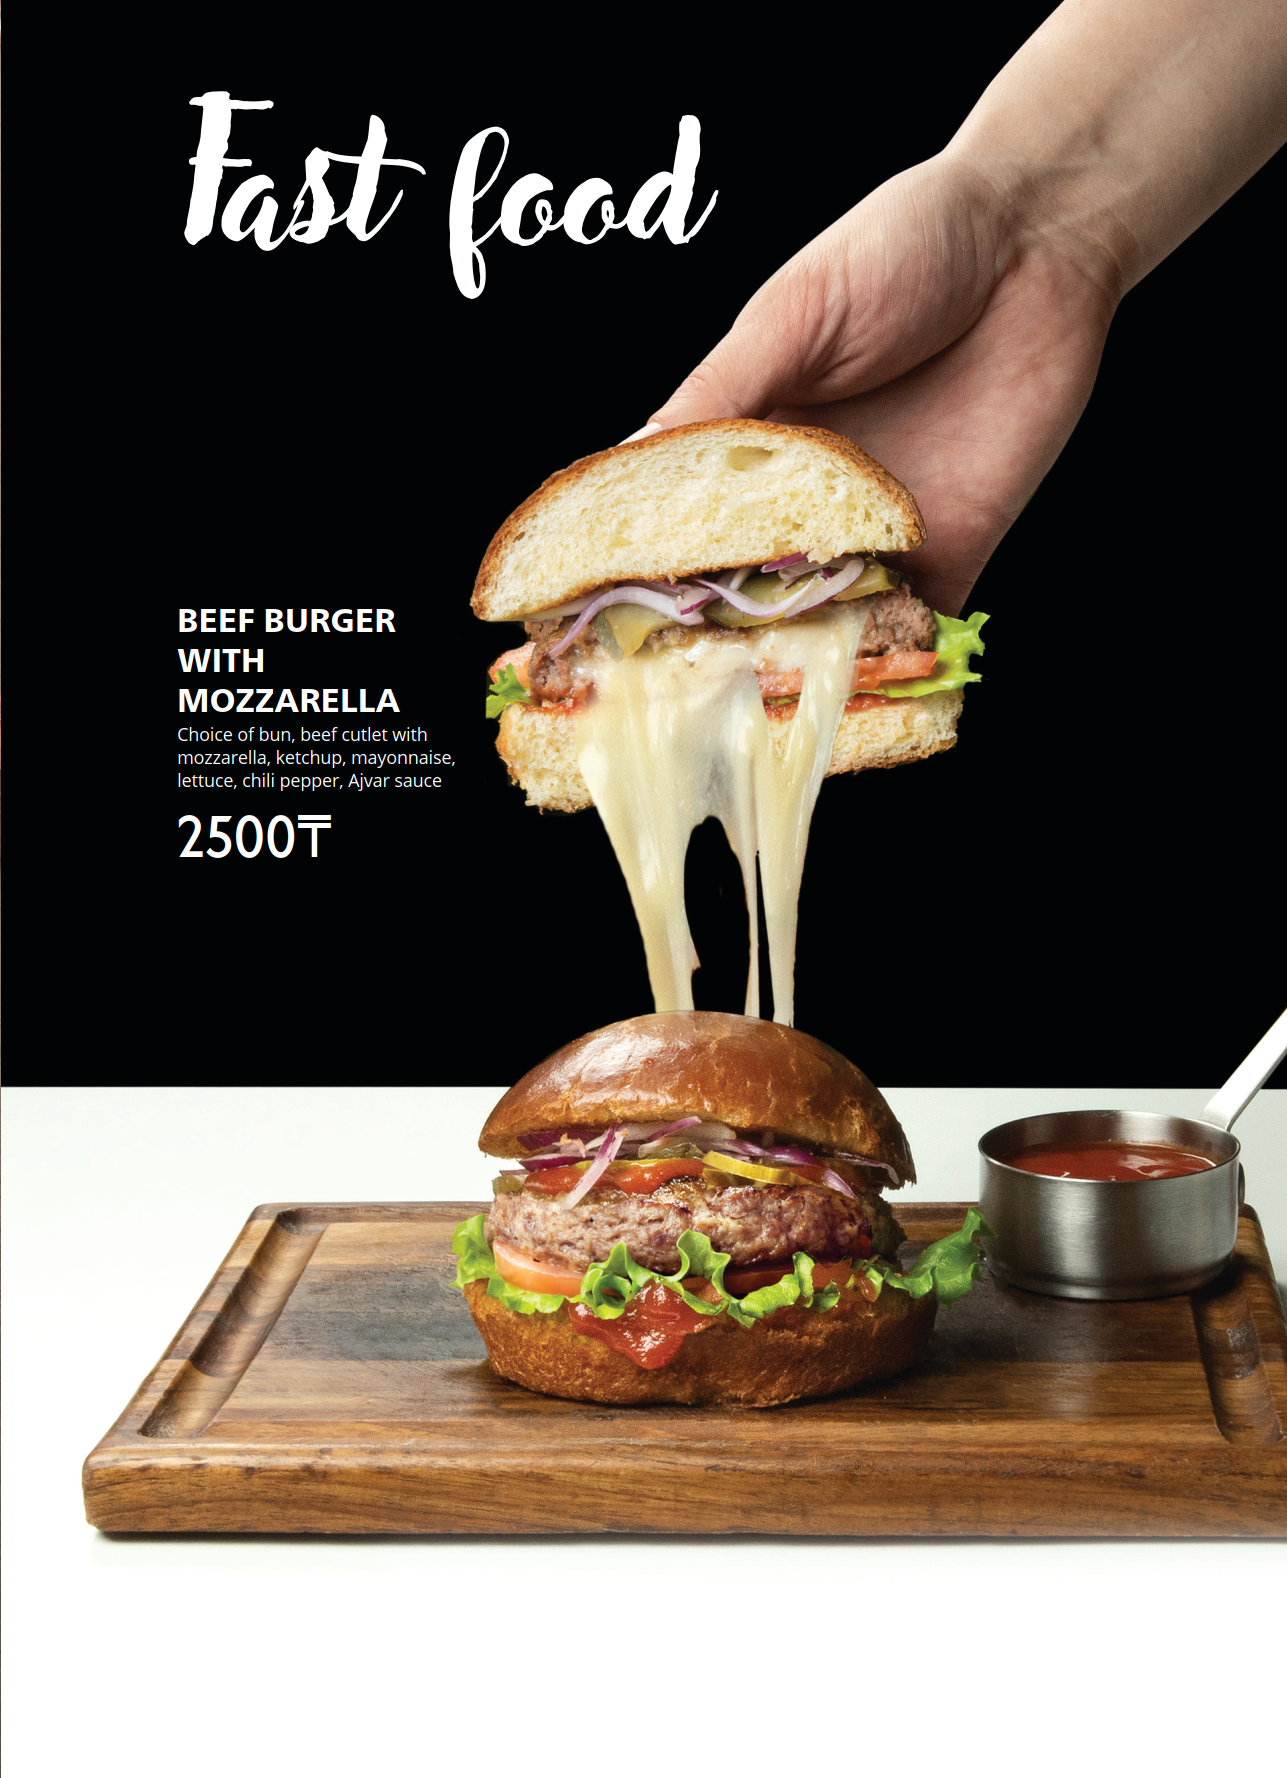 Fast food
BEEF BURGER
WITH
MOZZARELLA
Choice of bun, beef cutlet with
mozzarella, ketchup, mayonnaise,
lettuce, chili pepper, Ajvar sauce
2500₸